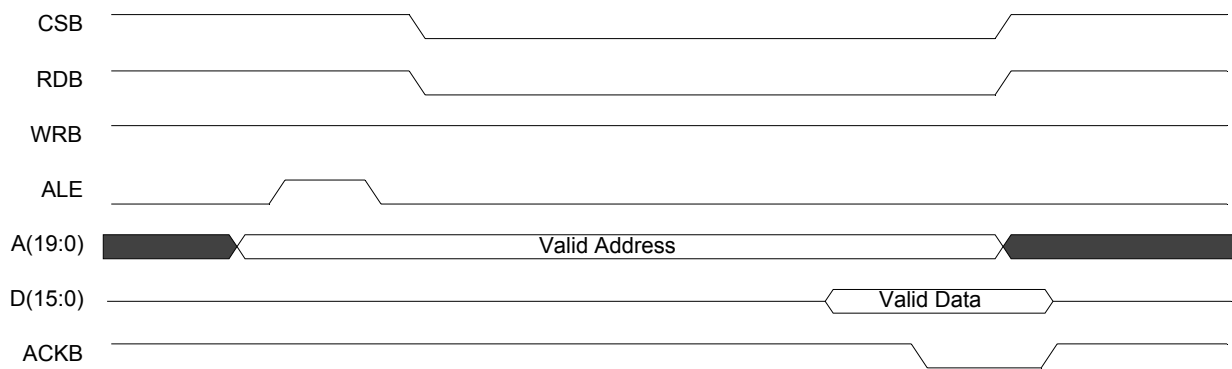 CSB
RDB
WRB
ALE
A(19:0)
Valid Address
D(15:0)
Valid Data
ACKB